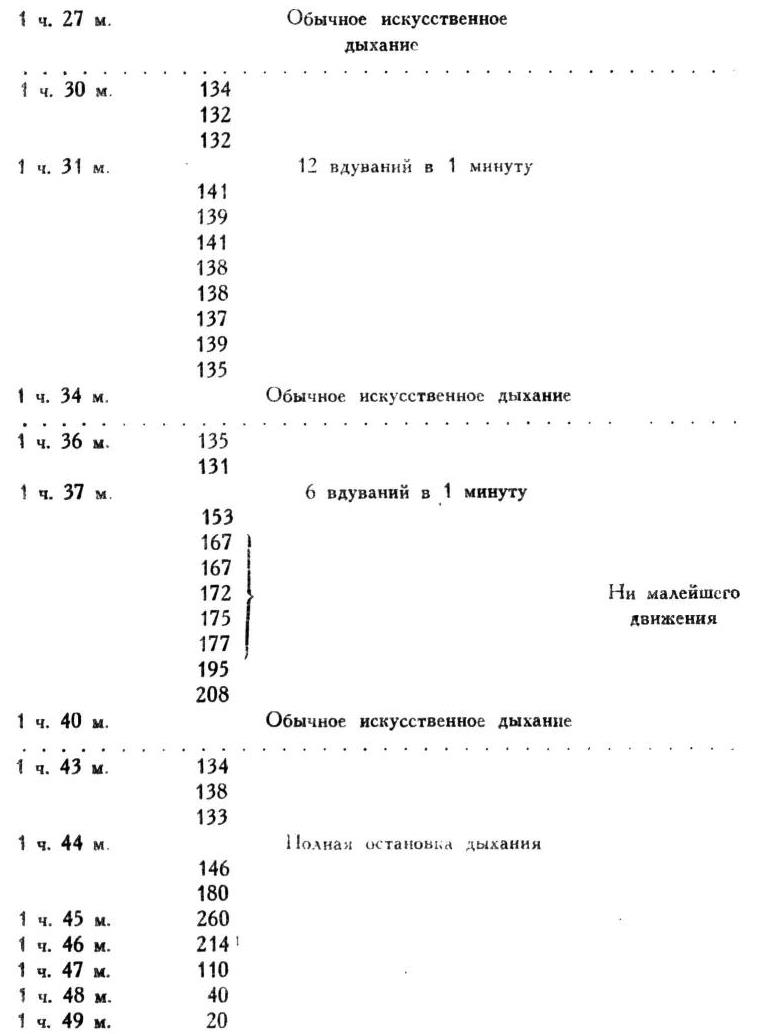 1 ч. 27 м. Обычное искусственное
дыхание
. . . . . . . . . . . . . . . . . . . . . . . . . . . . . . . . . . . .
1 ч. 30 м. 134
132
132
1 ч. 31 м. 12 вдуваний в 1 минуту
141
139
141
138
138
137
139
135
1 ч. 34 м. Обычное искусственное дыхание
. . . . . . . . . . . . . . . . . . . . . . . . . . . . . . . . . . . .
1 ч. 36 м. 135
131
1 ч. 37 м. 6 вдуваний в 1 минуту
153
167
167
172 Ни малейшего
175 движения
177
195
208
1 ч. 40 м. Обычное искусственное дыхание
. . . . . . . . . . . . . . . . . . . . . . . . . . . . . . . . . . . .
1 ч. 43 м. 134
138
133
1 ч. 44 м. Полная остановка дыхания
146
180
1 ч. 45 м. 260
1 ч. 46 м. 214 ¹
1 ч. 47 м. 110
1 ч. 48 м. 40
1 ч. 49 м. 20